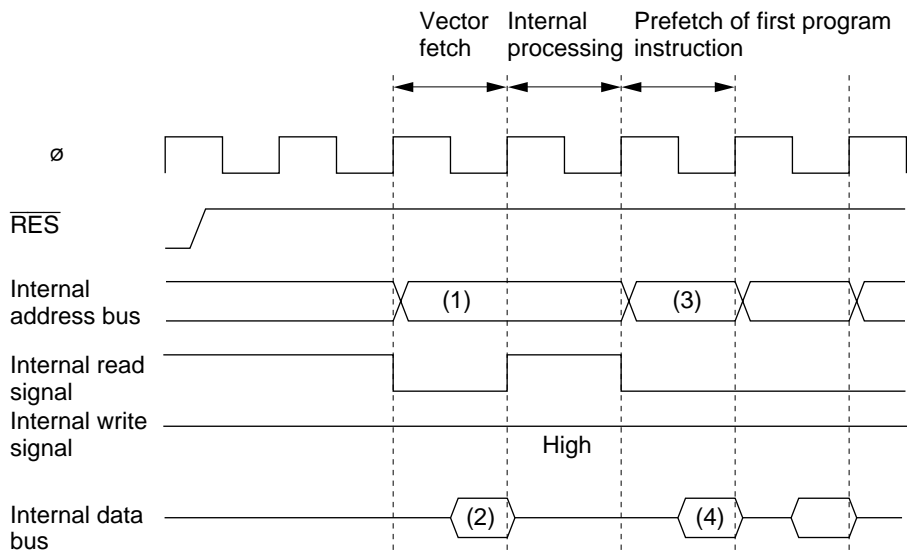 Vector fetch
Internal processing
Prefetch of first program instruction
ø
RES
Internal address bus
(1)
(3)
Internal read signal
Internal write signal
High
Internal data bus
(2)
(4)